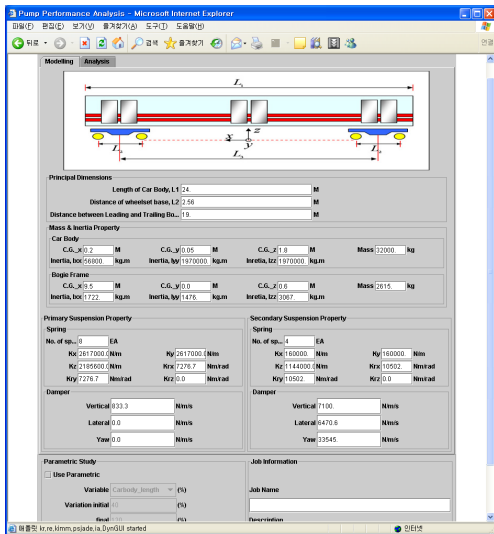 Pump Performance Analysis - Microsoft Internet Explorer
파일(F) 편집(E) 보기(V) 즐겨찾기(A) 도구(T) 도움말(H)
뒤로 검색 즐겨찾기 연결
Modelling Analysis
L
x z y
L L
L
Principal Dimensions
Length of Car Body, L1 24. M
Distance of wheelset base, L2 2.56 M
Distance between Leading and Trailing Bo... 19. M
Mass & Inertia Property
Car Body
C.G._x 0.2 M C.G._y 0.05 M C.G._z 1.8 M Mass 32000. kg
Inertia, Ixx 56800. kg.m Inertia, Iyy 1970000. kg.m Inretia, Izz 1970000. kg.m
Bogie Frame
C.G._x 9.5 M C.G._y 0.0 M C.G._z 0.6 M Mass 2615. kg
Inertia, Ixx 1722. kg.m Inertia, Iyy 1476. kg.m Inretia, Izz 3067. kg.m
Primary Suspension Property Secondary Suspension Property
Spring Spring
No. of sp... 8 EA No. of sp... 4 EA
Kx 2617000.0 N/m Ky 2617000.0 N/m Kx 160000. N/m Ky 160000. N/m
Kz 2185600.0 N/m Krx 7276.7 Nm/rad Kz 1144000.0 N/m Krx 10502. Nm/rad
Kry 7276.7 Nm/rad Krz 0.0 Nm/rad Kry 10502. Nm/rad Krz 0.0 Nm/rad
Damper Damper
Vertical 833.3 N/m/s Vertical 7100. N/m/s
Lateral 0.0 N/m/s Lateral 6470.6 N/m/s
Yaw 0.0 N/m/s Yaw 33545. N/m/s
Parametric Study Job Information
Use Parametric
Variable Carbody_length (%) Job Name
Variation initial (%)
final (%) Description
애플릿 kr,re,klmm,psjade,ia,DynGUI started 인터넷